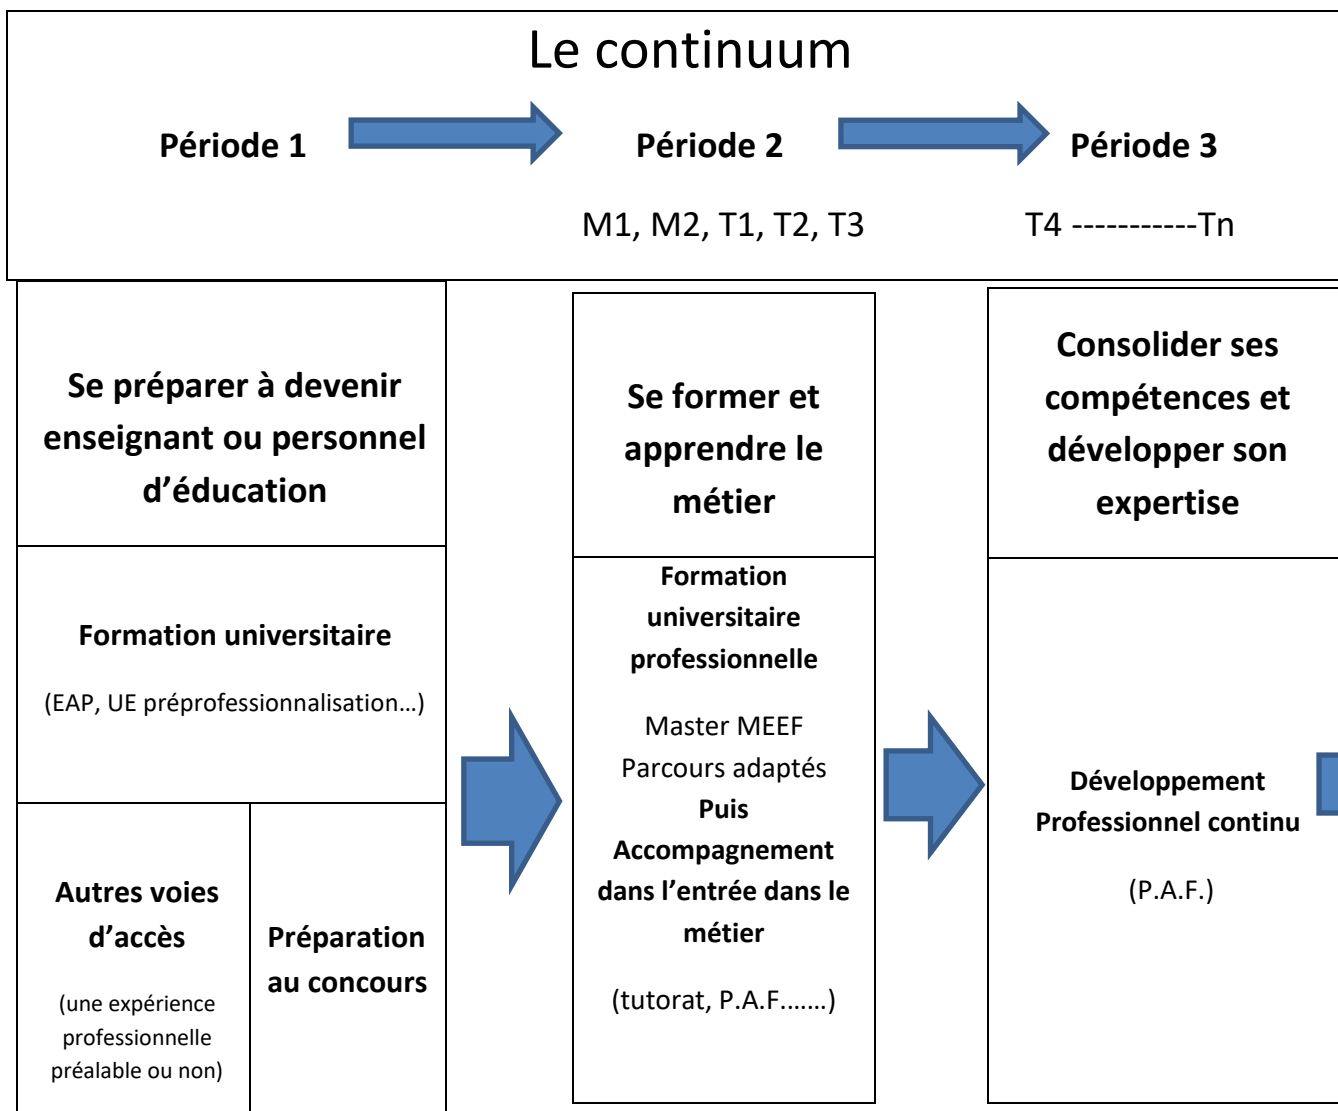 Le continuum
Période 1
Période 2
Période 3
M1, M2, T1, T2, T3
T4 -----------Tn
Se préparer à devenir
enseignant ou personnel
d’éducation
Formation universitaire
(EAP, UE préprofessionnalisation…)
Autres voies
d’accès
(une expérience
professionnelle
préalable ou non)
Préparation
au concours
Se former et
apprendre le
métier
Formation
universitaire
professionnelle
Master MEEF
Parcours adaptés
Puis
Accompagnement
dans l’entrée dans le
métier
(tutorat, P.A.F.……)
Consolider ses
compétences et
développer son
expertise
Développement
Professionnel continu
(P.A.F.)